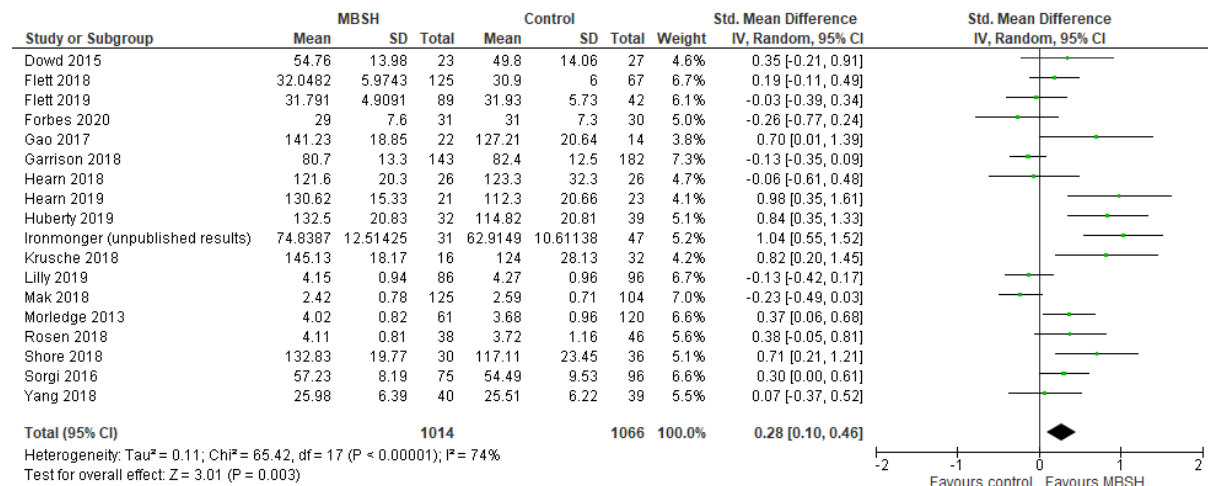 MBSH Control Std. Mean Difference Std. Mean Difference
Study or Subgroup Mean SD Total Mean SD Total Weight IV, Random, 95% CI IV, Random, 95% CI
Dowd 2015 54.76 13.98 23 49.8 14.06 27 4.6% 0.35 [-0.21, 0.91]
Flett 2018 32.0482 5.9743 125 30.9 6 67 6.6% 0.19 [-0.11, 0.49]
Flett 2019 31.791 4.9091 89 31.93 5.73 42 6.1% -0.03 [-0.39, 0.34]
Forbes 2020 29 7.6 31 31 7.3 30 5.0% -0.26 [-0.77, 0.24]
Gao 2017 141.23 18.85 22 127.21 20.64 14 3.8% 0.70 [0.01, 1.39]
Garrison 2018 80.7 13.3 143 82.4 12.5 182 7.3% -0.13 [-0.35, 0.09]
Hearn 2018 121.6 20.3 26 123.3 32.3 26 4.8% -0.06 [-0.61, 0.48]
Hearn 2019 130.62 15.33 21 112.3 20.66 23 4.2% 0.98 [0.35, 1.61]
Huberty 2019 132.5 20.83 32 114.82 20.81 39 5.1% 0.84 [0.35, 1.33]
Ironmonger (unpublished results) 74.8387 12.51425 31 62.9149 10.61138 47 5.2% 1.04 [0.55, 1.52]
Krusche 2018 145.13 18.17 16 124 28.13 32 4.2% 0.82 [0.20, 1.45]
Lilly 2019 4.15 0.94 86 4.27 0.96 96 6.7% -0.13 [-0.42, 0.17]
Mak 2018 2.42 0.78 125 2.59 0.71 104 7.0% -0.23 [-0.49, 0.03]
Morledge 2013 4.02 0.82 61 3.68 0.96 120 6.6% 0.37 [0.06, 0.68]
Rosen 2018 4.11 0.81 38 3.72 1.16 46 5.6% 0.38 [-0.05, 0.81]
Shore 2018 132.83 19.77 30 117.11 23.45 36 5.1% 0.71 [0.21, 1.21]
Sorgi 2016 57.23 8.19 75 54.49 9.53 96 6.6% 0.30 [0.00, 0.61]
Yang 2018 25.98 6.39 40 25.51 6.22 39 5.5% 0.07 [-0.37, 0.52]
Total (95% CI) 1014 1066 100.0% 0.28 [0.10, 0.46]
Heterogeneity: Tau² = 0.11; Chi² = 65.42, df = 17 (P < 0.00001); I² = 74%
Test for overall effect: Z = 3.01 (P = 0.003)
-2 -1 0 1 2
Favours control Favours MBSH